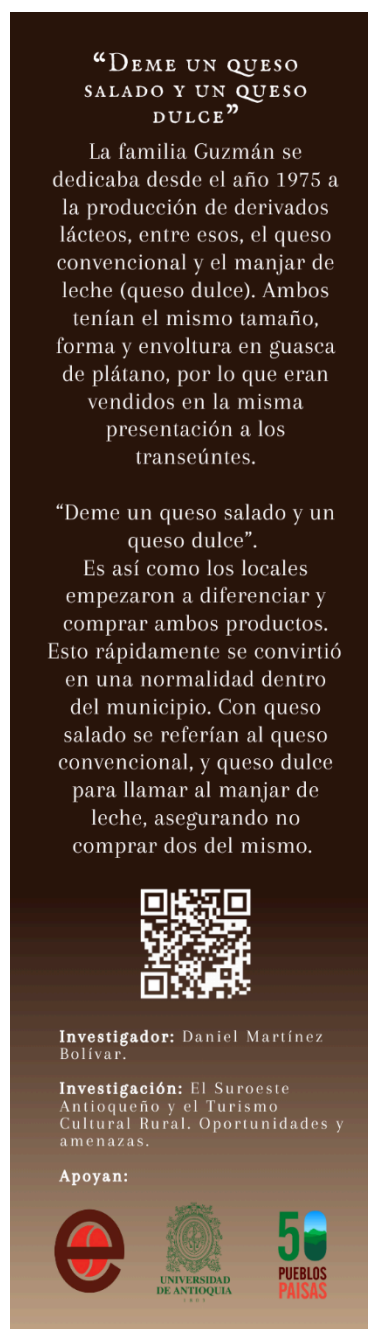 “Deme un queso
salado y un queso
dulce”
La familia Guzmán se
dedicaba desde el año 1975 a
la producción de derivados
lácteos, entre esos, el queso
convencional y el manjar de
leche (queso dulce). Ambos
tenían el mismo tamaño,
forma y envoltura en guasca
de plátano, por lo que eran
vendidos en la misma
presentación a los
transeúntes.
“Deme un queso salado y un
queso dulce”.
Es así como los locales
empezaron a diferenciar y
comprar ambos productos.
Esto rápidamente se convirtió
en una normalidad dentro
del municipio. Con queso
salado se referían al queso
convencional, y queso dulce
para llamar al manjar de
leche, asegurando no
comprar dos del mismo.
Investigador: Daniel Martínez
Bolívar.
Investigación: El Suroeste
Antioqueño y el Turismo
Cultural Rural. Oportunidades y
amenazas.
Apoyan:
UNIVERSIDAD
DE ANTIOQUIA
1803
50
PUEBLOS
PAISAS